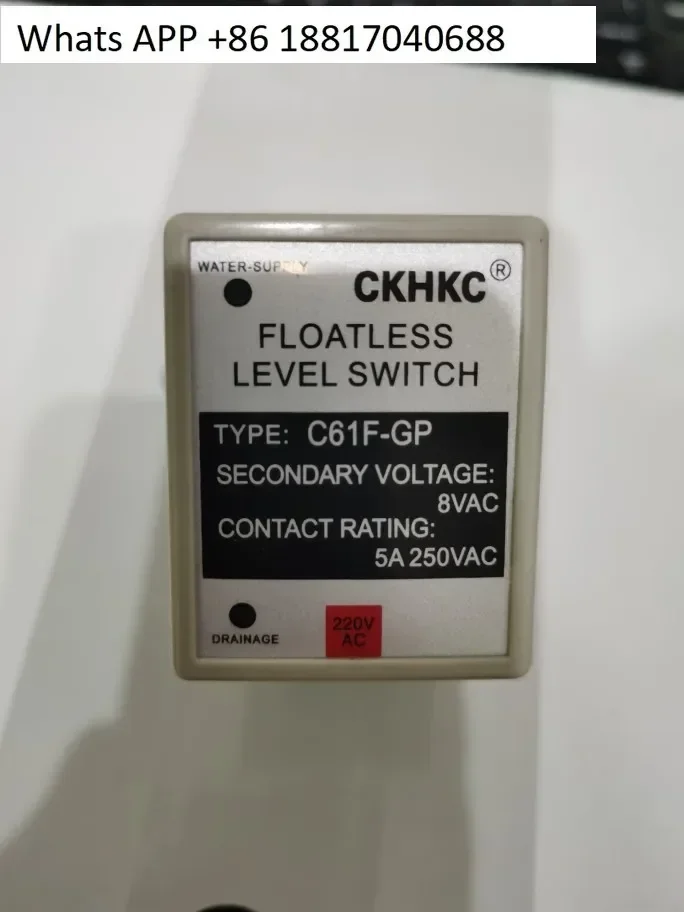 Whats APP +86 18817040688
WATER-SUPPLY
CKHKC®
FLOATLESS
LEVEL SWITCH
TYPE: C61F-GP
SECONDARY VOLTAGE:
8VAC
CONTACT RATING:
5A 250VAC
DRAINAGE
220V
AC